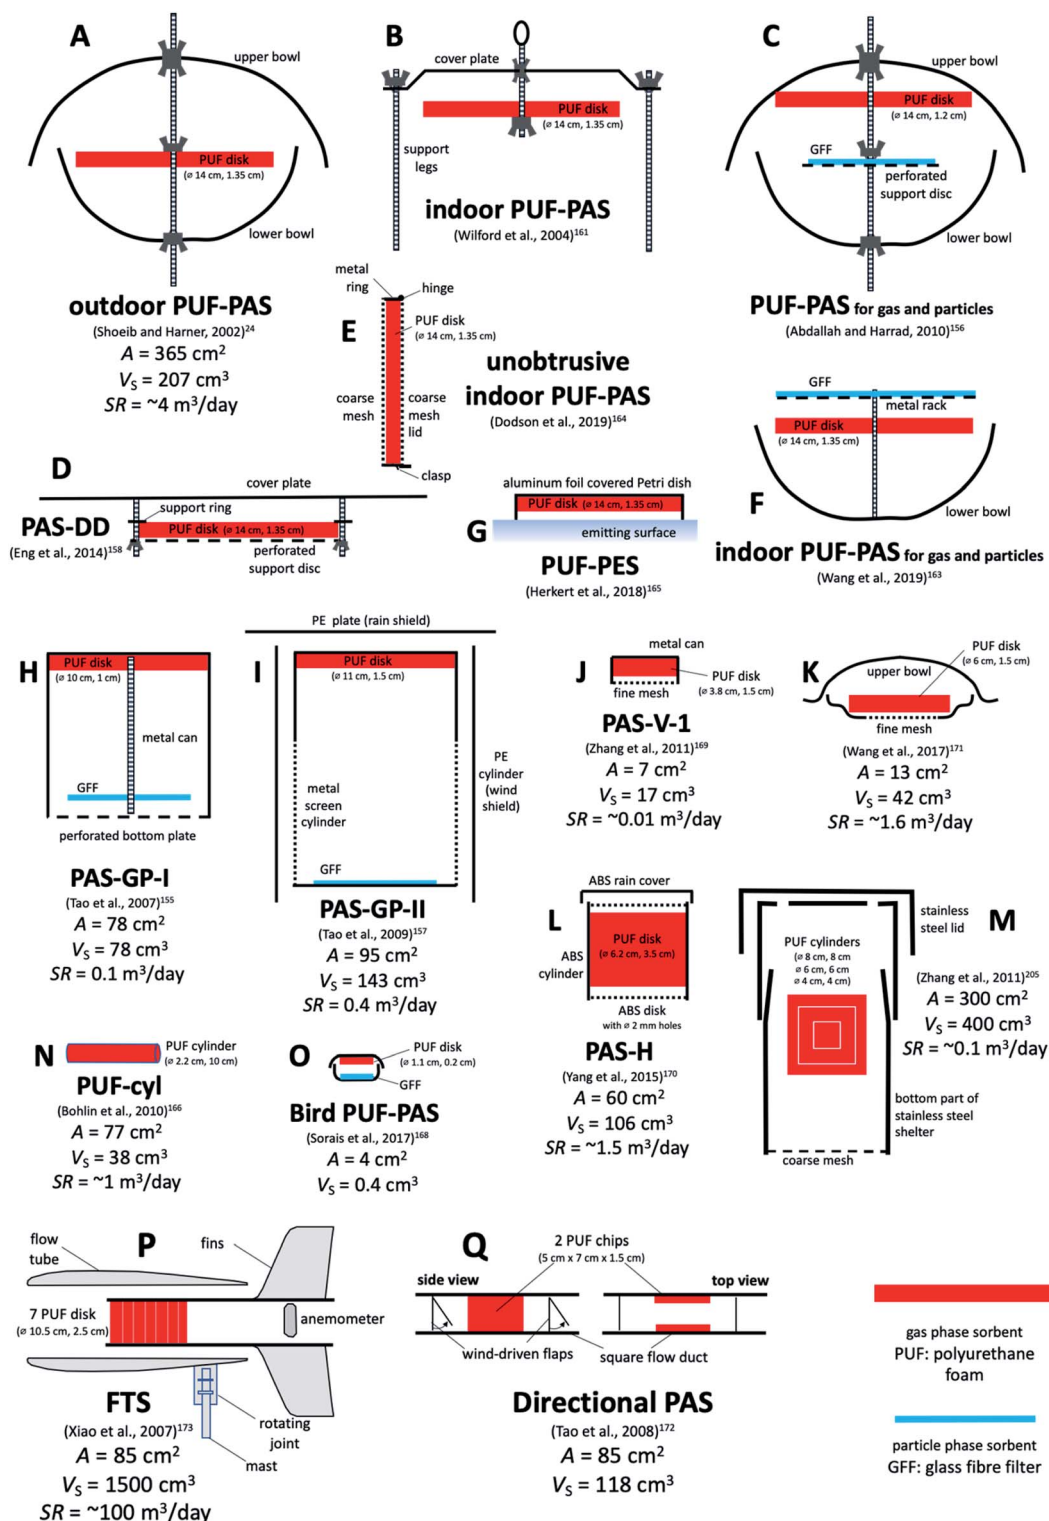 A
upper bowl
PUF disk
(ø 14 cm, 1.35 cm)
lower bowl
outdoor PUF-PAS
(Shoeib and Harner, 2002)24
A = 365 cm2
VS = 207 cm3
SR = ~4 m3/day
B
cover plate
PUF disk
(ø 14 cm, 1.35 cm)
support
legs
indoor PUF-PAS
(Wilford et al., 2004)161
C
upper bowl
PUF disk
(ø 14 cm, 1.2 cm)
GFF
perforated
support disc
lower bowl
PUF-PAS for gas and particles
(Abdallah and Harrad, 2010)156
metal
ring
hinge
E
PUF disk
(ø 14 cm, 1.35 cm)
coarse
mesh
coarse
mesh
lid
clasp
unobtrusive
indoor PUF-PAS
(Dodson et al., 2019)164
D
cover plate
support ring
PAS-DD
(Eng et al., 2014)158
PUF disk (ø 14 cm, 1.35 cm)
perforated
support disc
aluminum foil covered Petri dish
PUF disk (ø 14 cm, 1.35 cm)
G
emitting surface
PUF-PES
(Herkert et al., 2018)165
GFF
metal rack
PUF disk
(ø 14 cm, 1.35 cm)
F
lower bowl
indoor PUF-PAS for gas and particles
(Wang et al., 2019)163
H
PUF disk
(ø 10 cm, 1 cm)
metal can
GFF
perforated bottom plate
PAS-GP-I
(Tao et al., 2007)155
A = 78 cm2
VS = 78 cm3
SR = 0.1 m3/day
PE plate (rain shield)
I
PUF disk
(ø 11 cm, 1.5 cm)
metal
screen
cylinder
PE
cylinder
(wind
shield)
GFF
PAS-GP-II
(Tao et al., 2009)157
A = 95 cm2
VS = 143 cm3
SR = 0.4 m3/day
metal can
J
PUF disk
(ø 3.8 cm, 1.5 cm)
fine mesh
PAS-V-1
(Zhang et al., 2011)169
A = 7 cm2
VS = 17 cm3
SR = ~0.01 m3/day
PUF disk
(ø 6 cm, 1.5 cm)
K
upper bowl
fine mesh
(Wang et al., 2017)171
A = 13 cm2
VS = 42 cm3
SR = ~1.6 m3/day
ABS rain cover
L
PUF disk
(ø 6.2 cm, 3.5 cm)
ABS
cylinder
ABS disk
with ø 2 mm holes
PAS-H
(Yang et al., 2015)170
A = 60 cm2
VS = 106 cm3
SR = ~1.5 m3/day
stainless
steel lid
M
PUF cylinders
(ø 8 cm, 8 cm
ø 6 cm, 6 cm
ø 4 cm, 4 cm)
(Zhang et al., 2011)205
A = 300 cm2
VS = 400 cm3
SR = ~0.1 m3/day
bottom part of
stainless steel
shelter
coarse mesh
N
PUF cylinder
(ø 2.2 cm, 10 cm)
PUF-cyl
(Bohlin et al., 2010)166
A = 77 cm2
VS = 38 cm3
SR = ~1 m3/day
O
PUF disk
(ø 1.1 cm, 0.2 cm)
GFF
Bird PUF-PAS
(Sorais et al., 2017)168
A = 4 cm2
VS = 0.4 cm3
P
flow
tube
fins
7 PUF disk
(ø 10.5 cm, 2.5 cm)
anemometer
FTS
(Xiao et al., 2007)173
A = 85 cm2
VS = 1500 cm3
SR = ~100 m3/day
rotating
joint
mast
Q
2 PUF chips
(5 cm x 7 cm x 1.5 cm)
side view
top view
wind-driven flaps
square flow duct
Directional PAS
(Tao et al., 2008)172
A = 85 cm2
VS = 118 cm3
gas phase sorbent
PUF: polyurethane
foam
particle phase sorbent
GFF: glass fibre filter